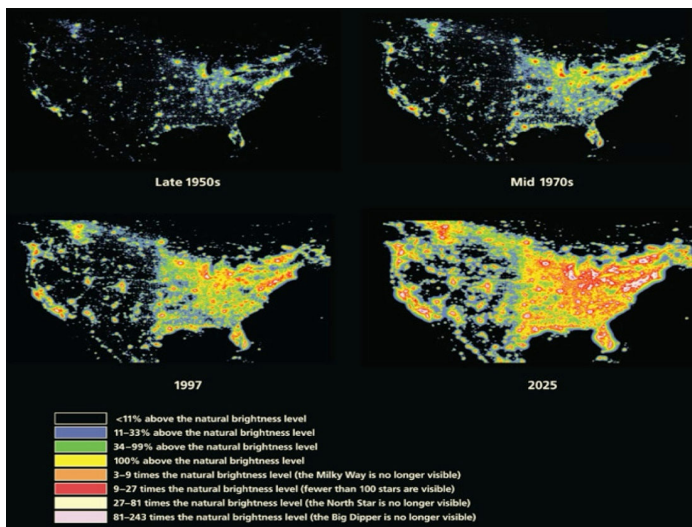 Late 1950s
Mid 1970s
1997
2025
<11% above the natural brightness level
11–33% above the natural brightness level
34–99% above the natural brightness level
100% above the natural brightness level
3–9 times the natural brightness level (the Milky Way is no longer visible)
9–27 times the natural brightness level (fewer than 100 stars are visible)
27–81 times the natural brightness level (the North Star is no longer visible)
81–243 times the natural brightness level (the Big Dipper is no longer visible)